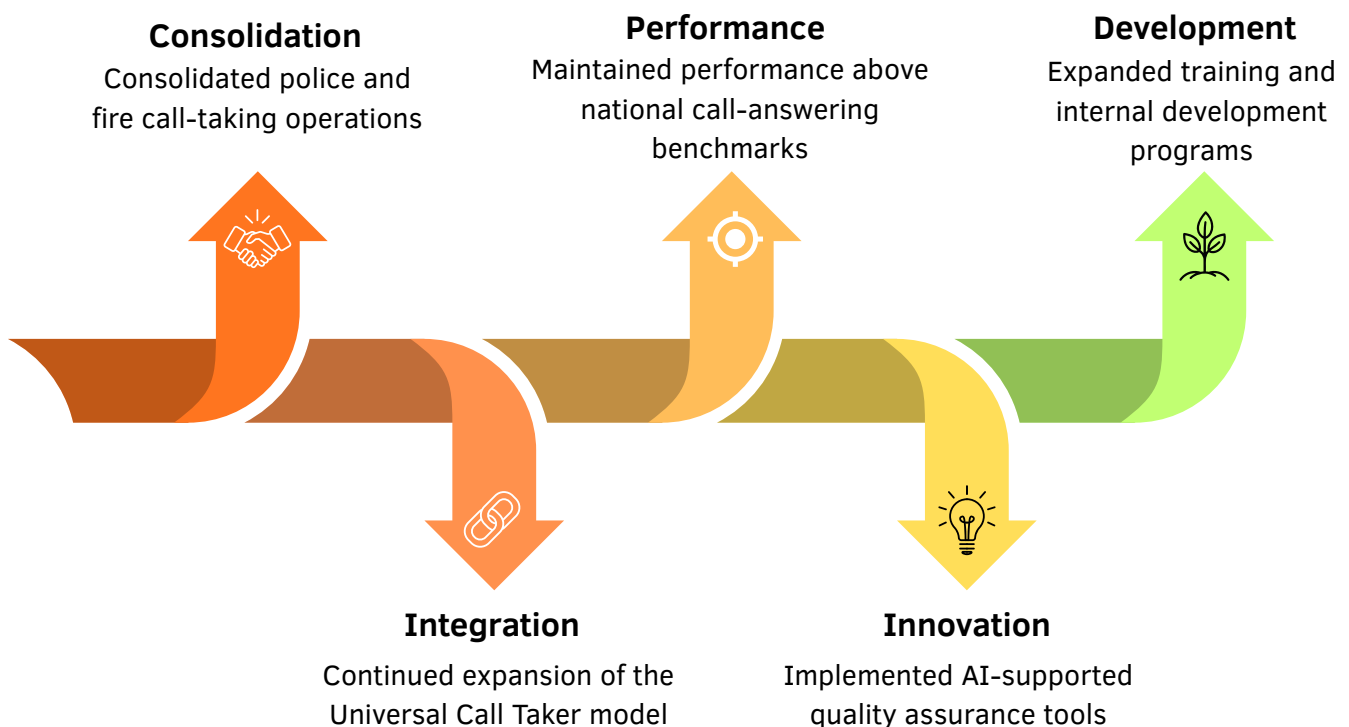 Consolidation
Consolidated police and
fire call-taking operations
Performance
Maintained performance above
national call-answering
benchmarks
Development
Expanded training and
internal development
programs
Integration
Continued expansion of the
Universal Call Taker model
Innovation
Implemented AI-supported
quality assurance tools